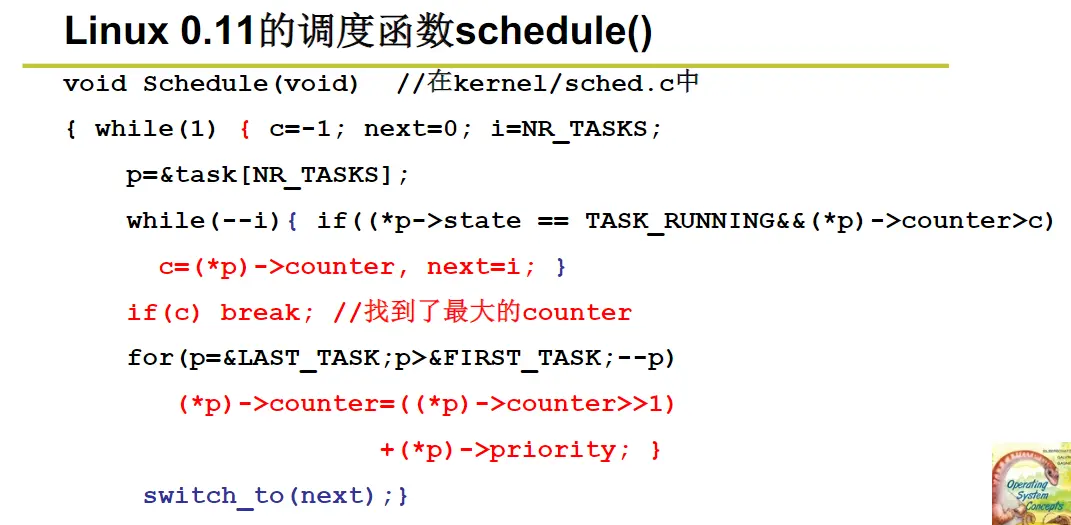 Linux 0.11的调度函数schedule()
void Schedule(void)  //在kernel/sched.c中
{ while(1) { c=-1; next=0; i=NR_TASKS;
p=&task[NR_TASKS];
while(--i){ if((*p->state == TASK_RUNNING&&(*p)->counter>c)
c=(*p)->counter, next=i; }
if(c) break; //找到了最大的counter
for(p=&LAST_TASK;p>&FIRST_TASK;--p)
(*p)->counter=((*p)->counter>>1)
+(*p)->priority; }
switch_to(next);}
Operating
System
Concepts